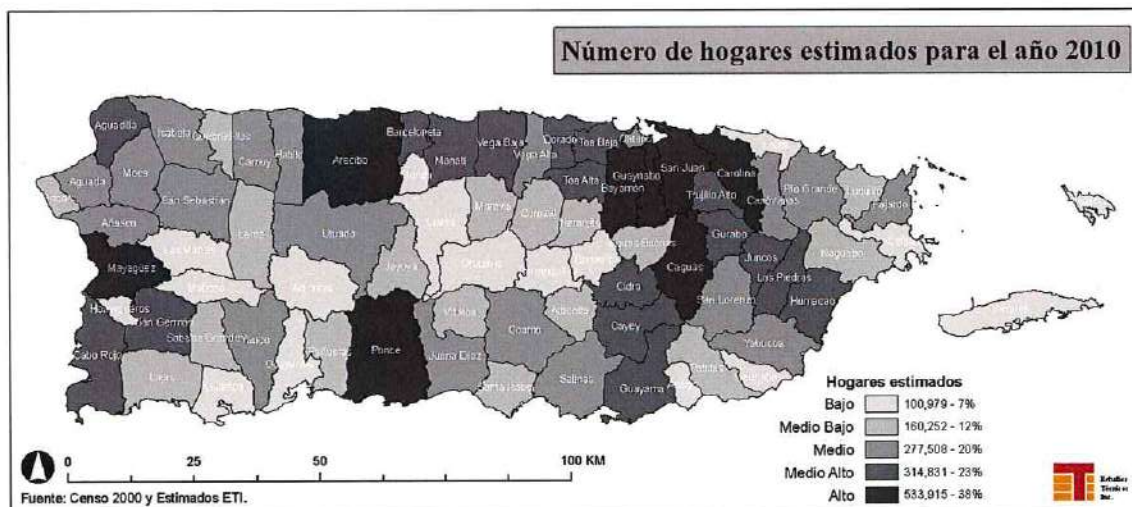 Número de hogares estimados para el año 2010
Aguadilla
Isabela
Camuy
Hatillo
Arecibo
Barceloneta
Manatí
Vega Baja
Vega Alta
Dorado
Toa Baja
Toa Alta
Bayamón
Guaynabo
San Juan
Trujillo Alto
Carolina
Canóvanas
Río Grande
Luquillo
Fajardo
Aguada
Moca
San Sebastián
Añasco
Lares
Utuado
Ciales
Morovis
Corozal
Naranjito
Mayagüez
Las Marías
Maricao
Adjuntas
Jayuya
Orocovis
Caguas
Gurabo
Juncos
Las Piedras
Naguabo
Humacao
Cidra
Cayey
San Lorenzo
Yabucoa
Hormigueros
San Germán
Sabana Grande
Yauco
Peñuelas
Ponce
Villalba
Juana Díaz
Coamo
Aibonito
Santa Isabel
Salinas
Guayama
Patillas
Cabo Rojo
Lajas
Hogares estimados
Bajo 100,979 - 7%
Medio Bajo 160,252 - 12%
Medio 277,508 - 20%
Medio Alto 314,831 - 23%
Alto 533,915 - 38%
0 25 50 100 KM
Fuente: Censo 2000 y Estimados ETI.
Estudios
Técnicos
Inc.